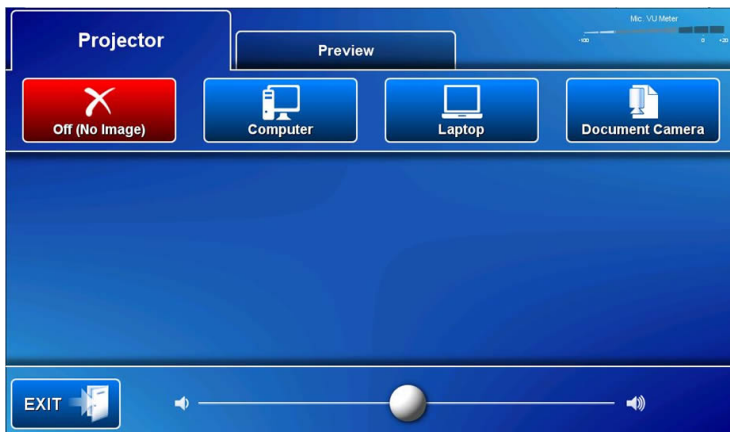 Projector
Preview
Mic. VU Meter
-100 0 +20
Off (No Image)
Computer
Laptop
Document Camera
EXIT